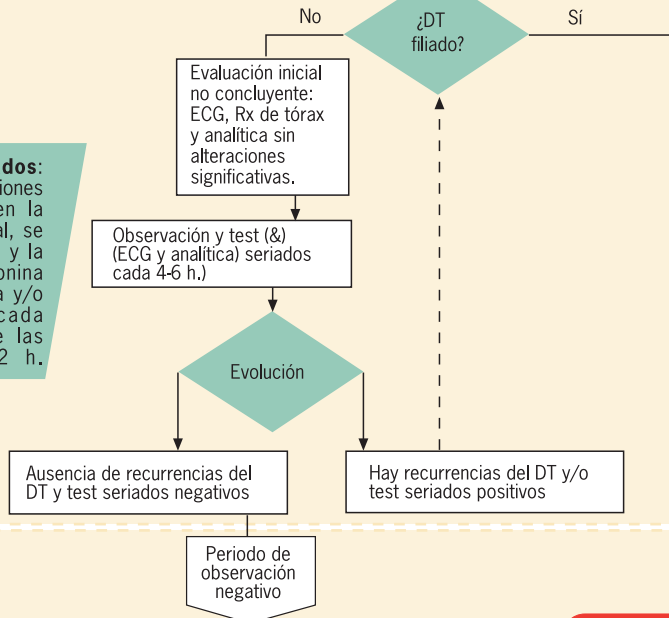 No
¿DT
filiado?
Sí
Evaluación inicial
no concluyente:
ECG, Rx de tórax
y analítica sin
alteraciones
significativas.
dos:
iones
en la
al, se
y la
onina
a y/o
cada
e las
2 h.
Observación y test (&)
(ECG y analítica) seriados
cada 4-6 h.)
Evolución
Ausencia de recurrencias del
DT y test seriados negativos
Hay recurrencias del DT y/o
test seriados positivos
Periodo de
observación
negativo